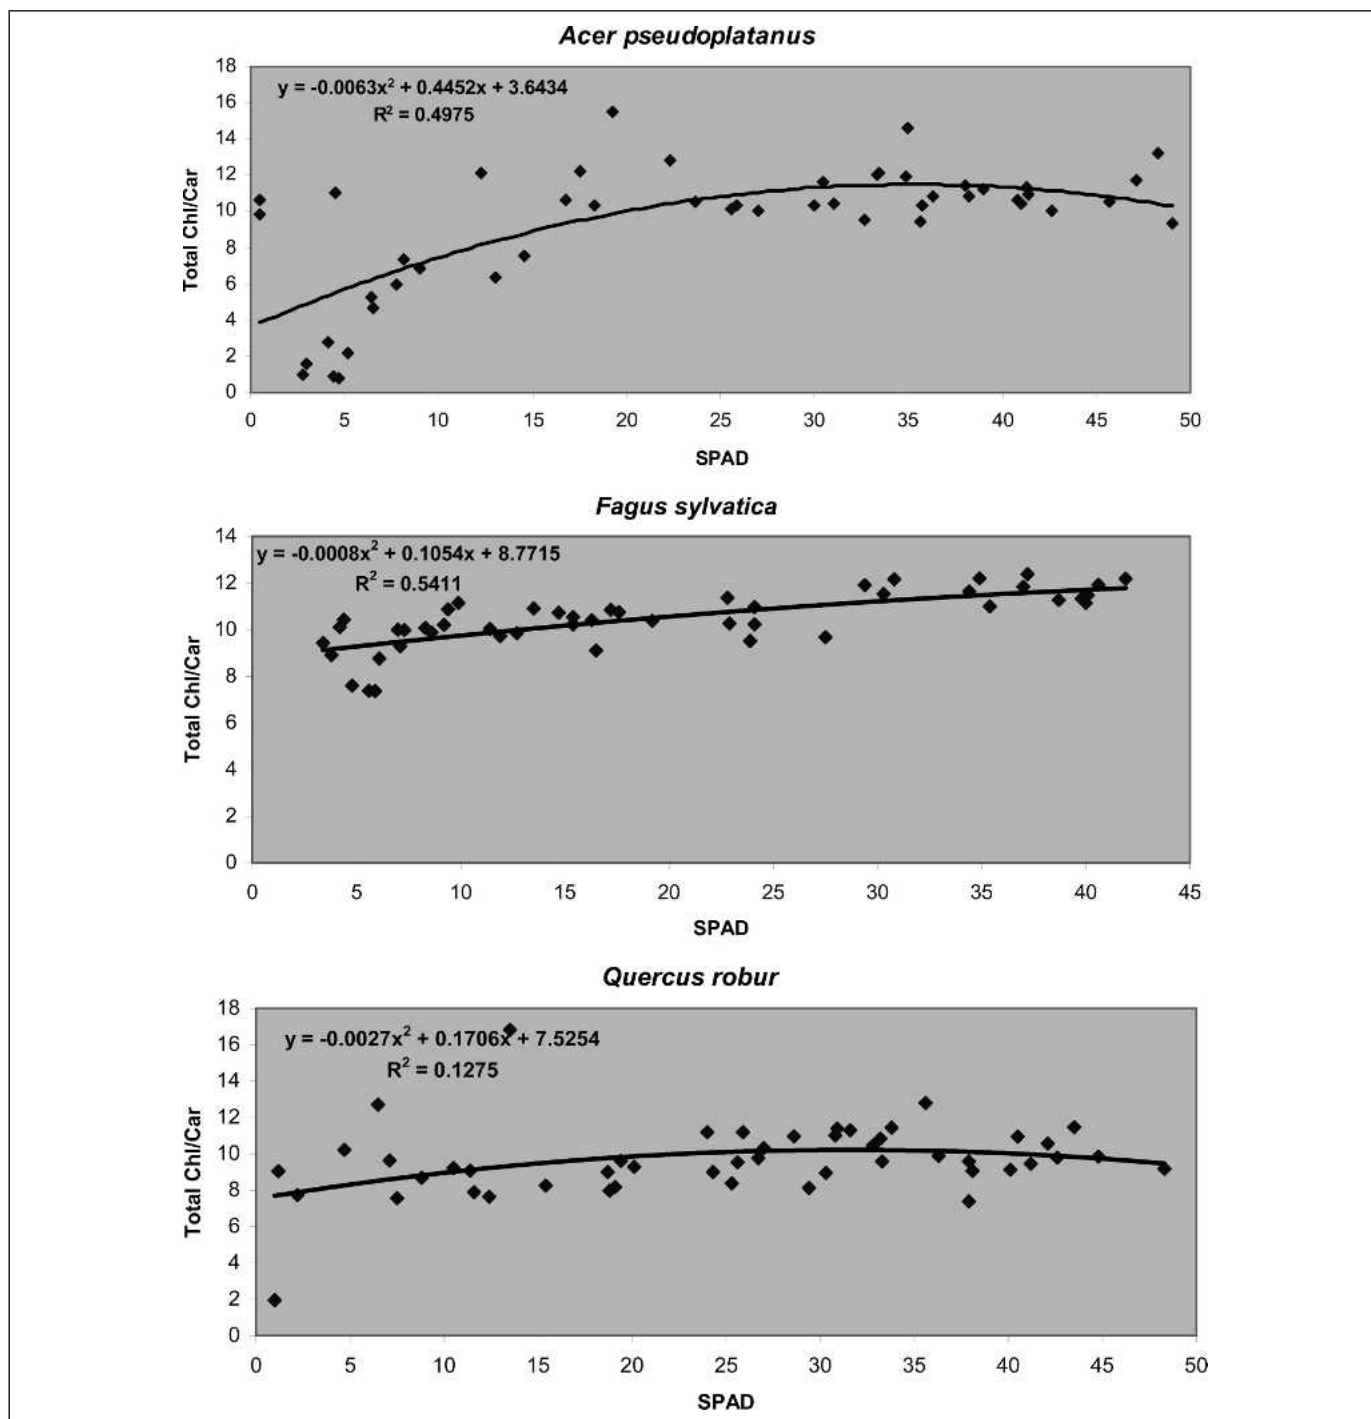 Acer pseudoplatanus
18
y = -0.0063x² + 0.4452x + 3.6434
16
R² = 0.4975
14
12
10
8
6
4
2
0
Total Chl/Car
0 5 10 15 20 25 30 35 40 45 50
SPAD
Fagus sylvatica
14
y = -0.0008x² + 0.1054x + 8.7715
12
R² = 0.5411
10
8
6
4
2
0
Total Chl/Car
0 5 10 15 20 25 30 35 40 45
SPAD
Quercus robur
18
16
y = -0.0027x² + 0.1706x + 7.5254
R² = 0.1275
14
12
10
8
6
4
2
0
Total Chl/Car
0 5 10 15 20 25 30 35 40 45 50
SPAD